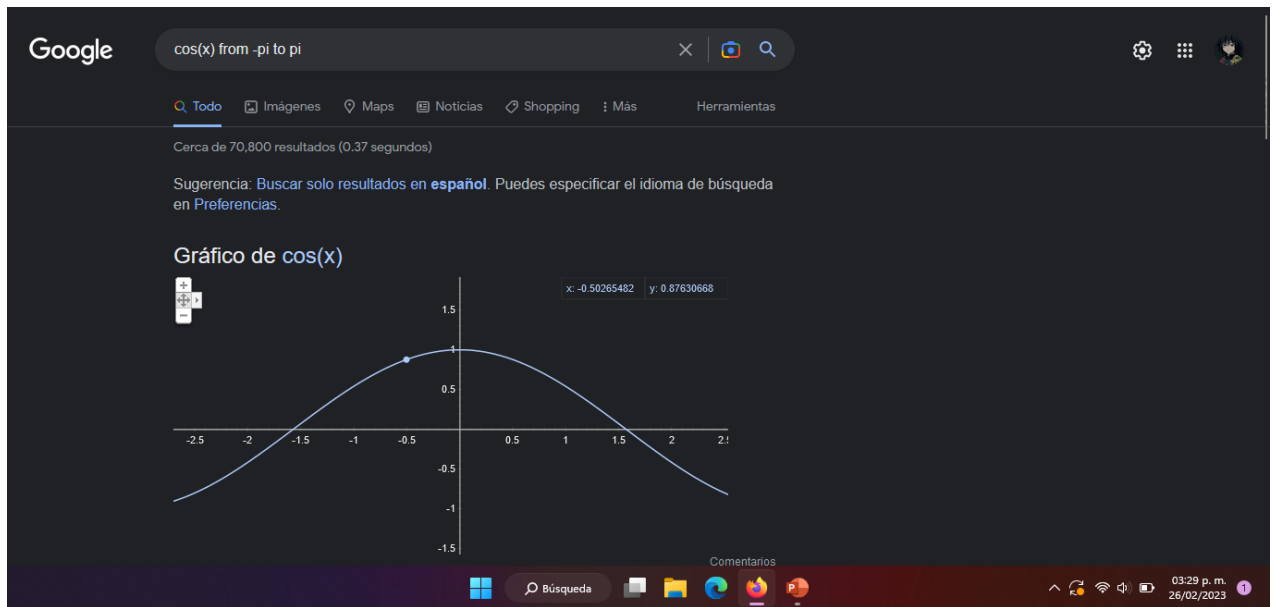 Google
cos(x) from -pi to pi
Todo Imágenes Maps Noticias Shopping Más Herramientas
Cerca de 70,800 resultados (0.37 segundos)
Sugerencia: Buscar solo resultados en español. Puedes especificar el idioma de búsqueda
en Preferencias.
Gráfico de cos(x)
x: -0.50265482 y: 0.87630668
1.5
1
0.5
-2.5 -2 -1.5 -1 -0.5 0.5 1 1.5 2
-0.5
-1
-1.5
Comentarios
Búsqueda
03:29 p. m.
26/02/2023
1